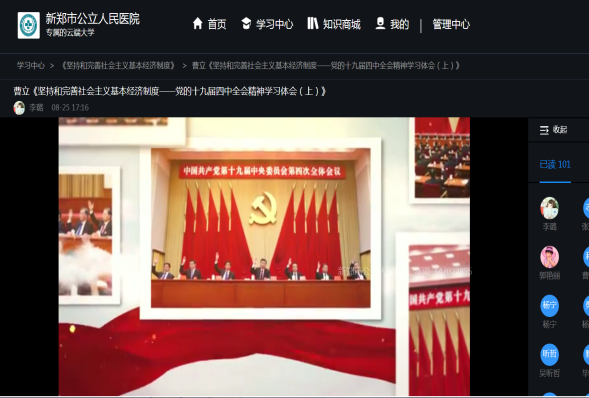 新郑市公立人民医院
专属的云端大学
首页
学习中心
知识商城
我的
管理中心
学习中心 > 《坚持和完善社会主义基本经济制度》 > 曹立《坚持和完善社会主义基本经济制度——党的十九届四中全会精神学习体会（上）》
曹立《坚持和完善社会主义基本经济制度——党的十九届四中全会精神学习体会（上）》
李璐 08-25 17:16
收起
已读 101
中国共产党第十九届中央委员会第四次全体会议
中国共产党第十九
李璐
郭艳丽
杨宁
杨宁
昕哲
吴昕哲